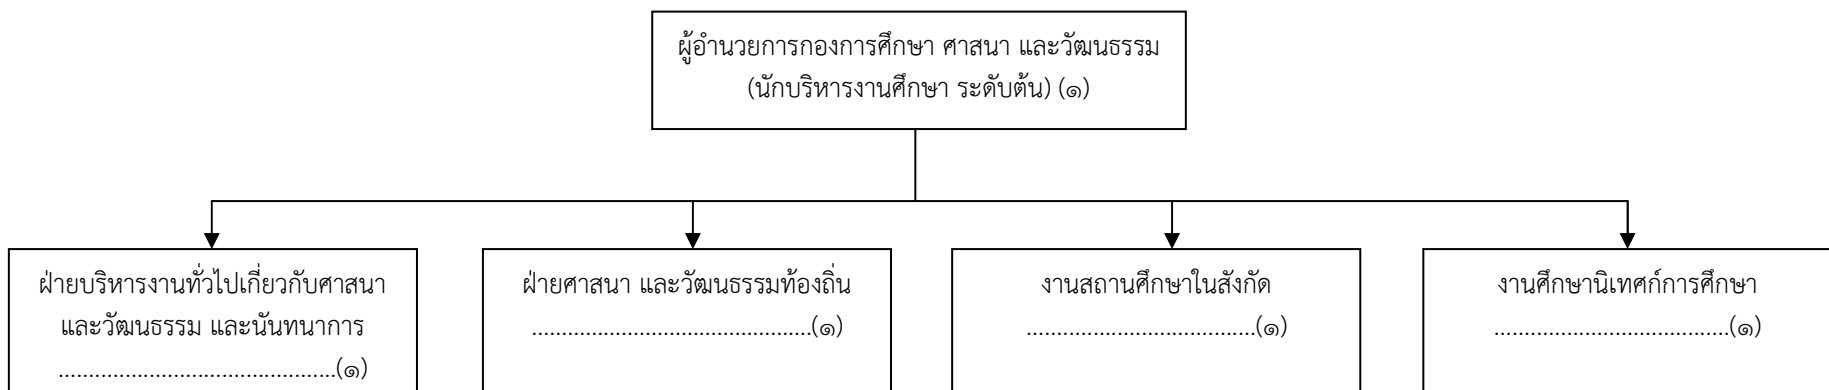 ผู้อำนวยการกองการศึกษา ศาสนา และวัฒนธรรม
(นักบริหารงานศึกษา ระดับต้น) (๑)
ฝ่ายบริหารงานทั่วไปเกี่ยวกับศาสนา
และวัฒนธรรม และนันทนาการ
..............................................(๑)
ฝ่ายศาสนา และวัฒนธรรมท้องถิ่น
..............................................(๑)
งานสถานศึกษาในสังกัด
......................................(๑)
งานศึกษานิเทศก์การศึกษา
.......................................(๑)